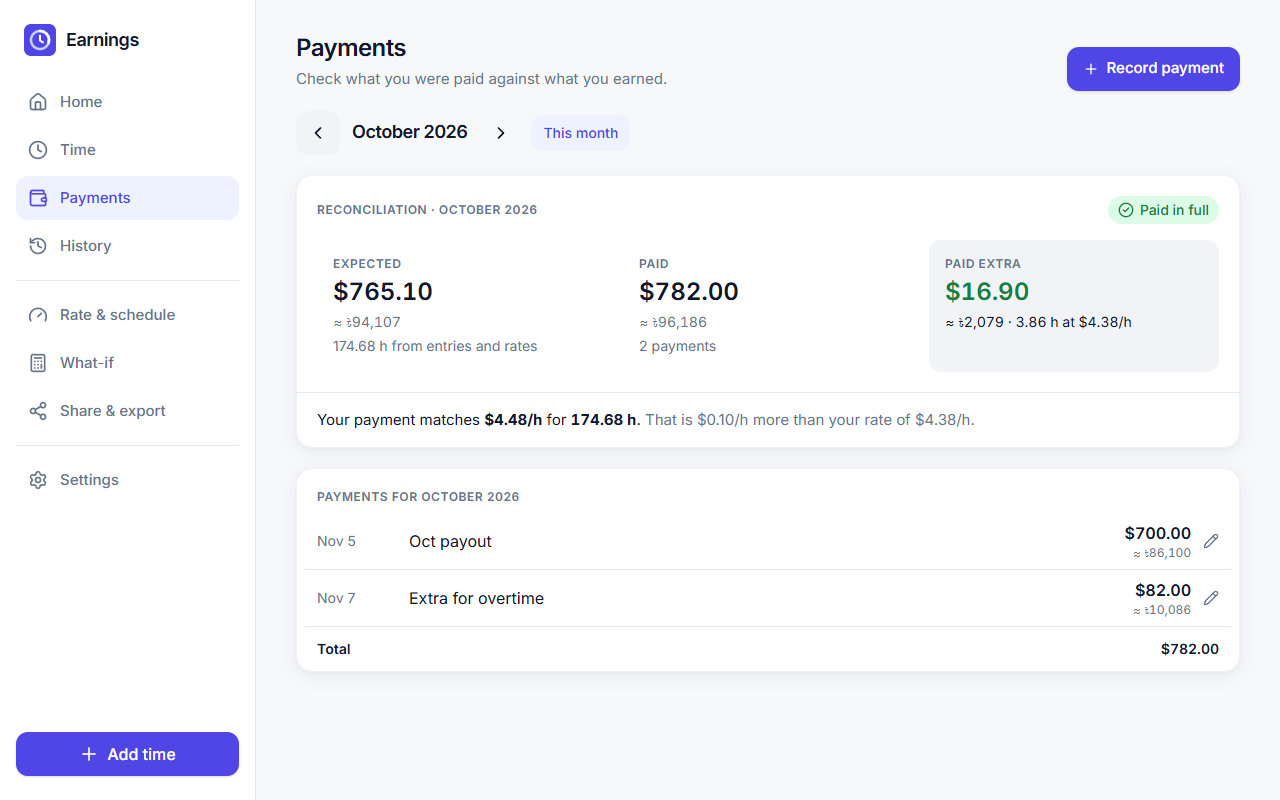 Earnings
Home
Time
Payments
History
Rate & schedule
What-if
Share & export
Settings
Add time
Payments
Check what you were paid against what you earned.
Record payment
October 2026
This month
RECONCILIATION · OCTOBER 2026
Paid in full
EXPECTED
$765.10
≈ ৳94,107
174.68 h from entries and rates
PAID
$782.00
≈ ৳96,186
2 payments
PAID EXTRA
$16.90
≈ ৳2,079 · 3.86 h at $4.38/h
Your payment matches $4.48/h for 174.68 h. That is $0.10/h more than your rate of $4.38/h.
PAYMENTS FOR OCTOBER 2026
Nov 5 Oct payout $700.00
≈ ৳86,100
Nov 7 Extra for overtime $82.00
≈ ৳10,086
Total $782.00